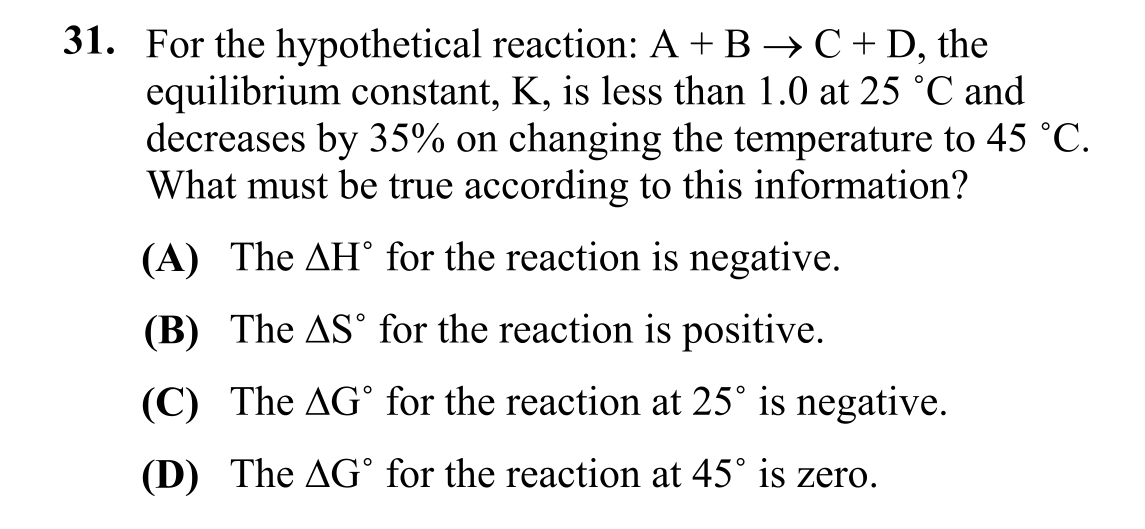 31. For the hypothetical reaction: A + B → C + D, the
equilibrium constant, K, is less than 1.0 at 25 ˚C and
decreases by 35% on changing the temperature to 45 ˚C.
What must be true according to this information?
(A) The ΔH˚ for the reaction is negative.
(B) The ΔS˚ for the reaction is positive.
(C) The ΔG˚ for the reaction at 25˚ is negative.
(D) The ΔG˚ for the reaction at 45˚ is zero.